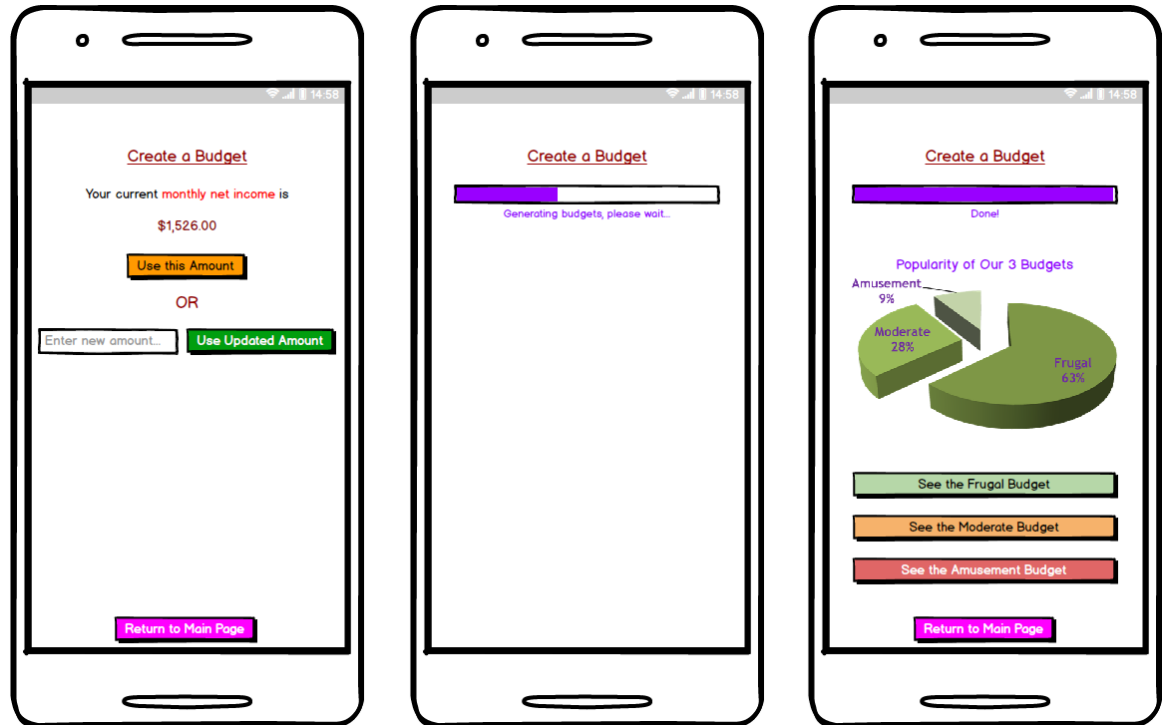 14:58
Create a Budget
Your current monthly net income is
$1,526.00
Use this Amount
OR
Enter new amount...
Use Updated Amount
Return to Main Page
14:58
Create a Budget
Generating budgets, please wait...
14:58
Create a Budget
Done!
Popularity of Our 3 Budgets
Amusement
9%
Moderate
28%
Frugal
63%
See the Frugal Budget
See the Moderate Budget
See the Amusement Budget
Return to Main Page